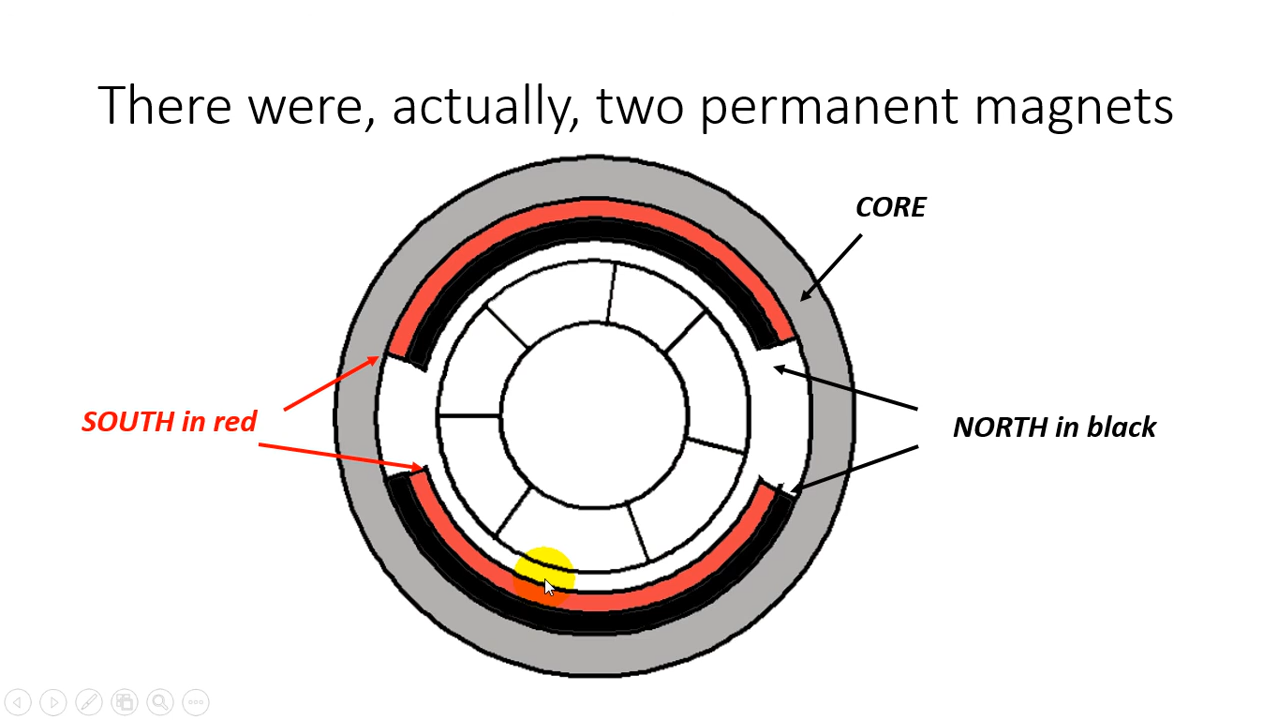 There were, actually, two permanent magnets
CORE
SOUTH in red
NORTH in black